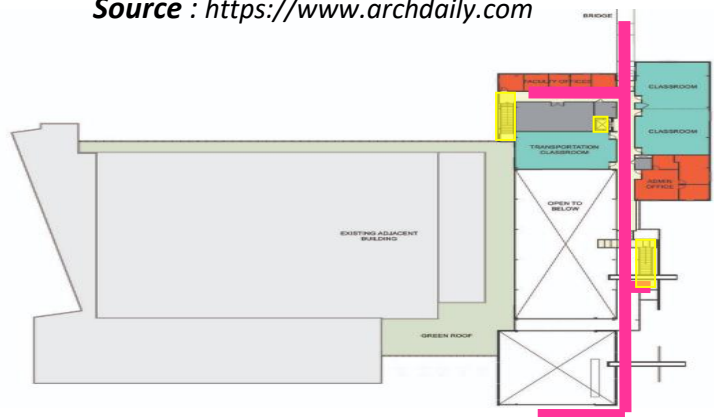 Source : https://www.archdaily.com
BRIDGE
FACULTY OFFICES
CLASSROOM
CLASSROOM
TRANSPORTATION
CLASSROOM
ADMIN
OFFICE
OPEN TO
BELOW
EXISTING ADJACENT
BUILDING
GREEN ROOF